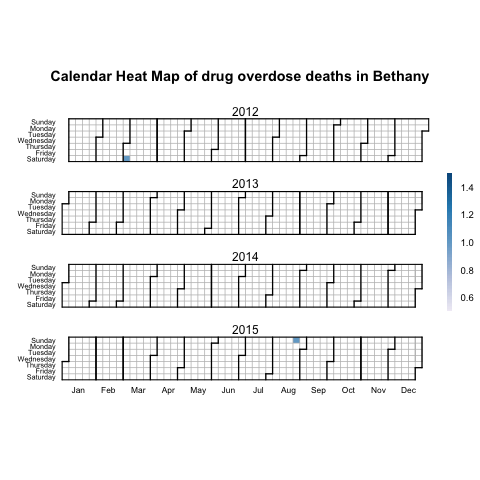 Calendar Heat Map of drug overdose deaths in Bethany
2012
Sunday
Monday
Tuesday
Wednesday
Thursday
Friday
Saturday
2013
Sunday
Monday
Tuesday
Wednesday
Thursday
Friday
Saturday
2014
Sunday
Monday
Tuesday
Wednesday
Thursday
Friday
Saturday
2015
Sunday
Monday
Tuesday
Wednesday
Thursday
Friday
Saturday
Jan Feb Mar Apr May Jun Jul Aug Sep Oct Nov Dec
1.4
1.2
1.0
0.8
0.6